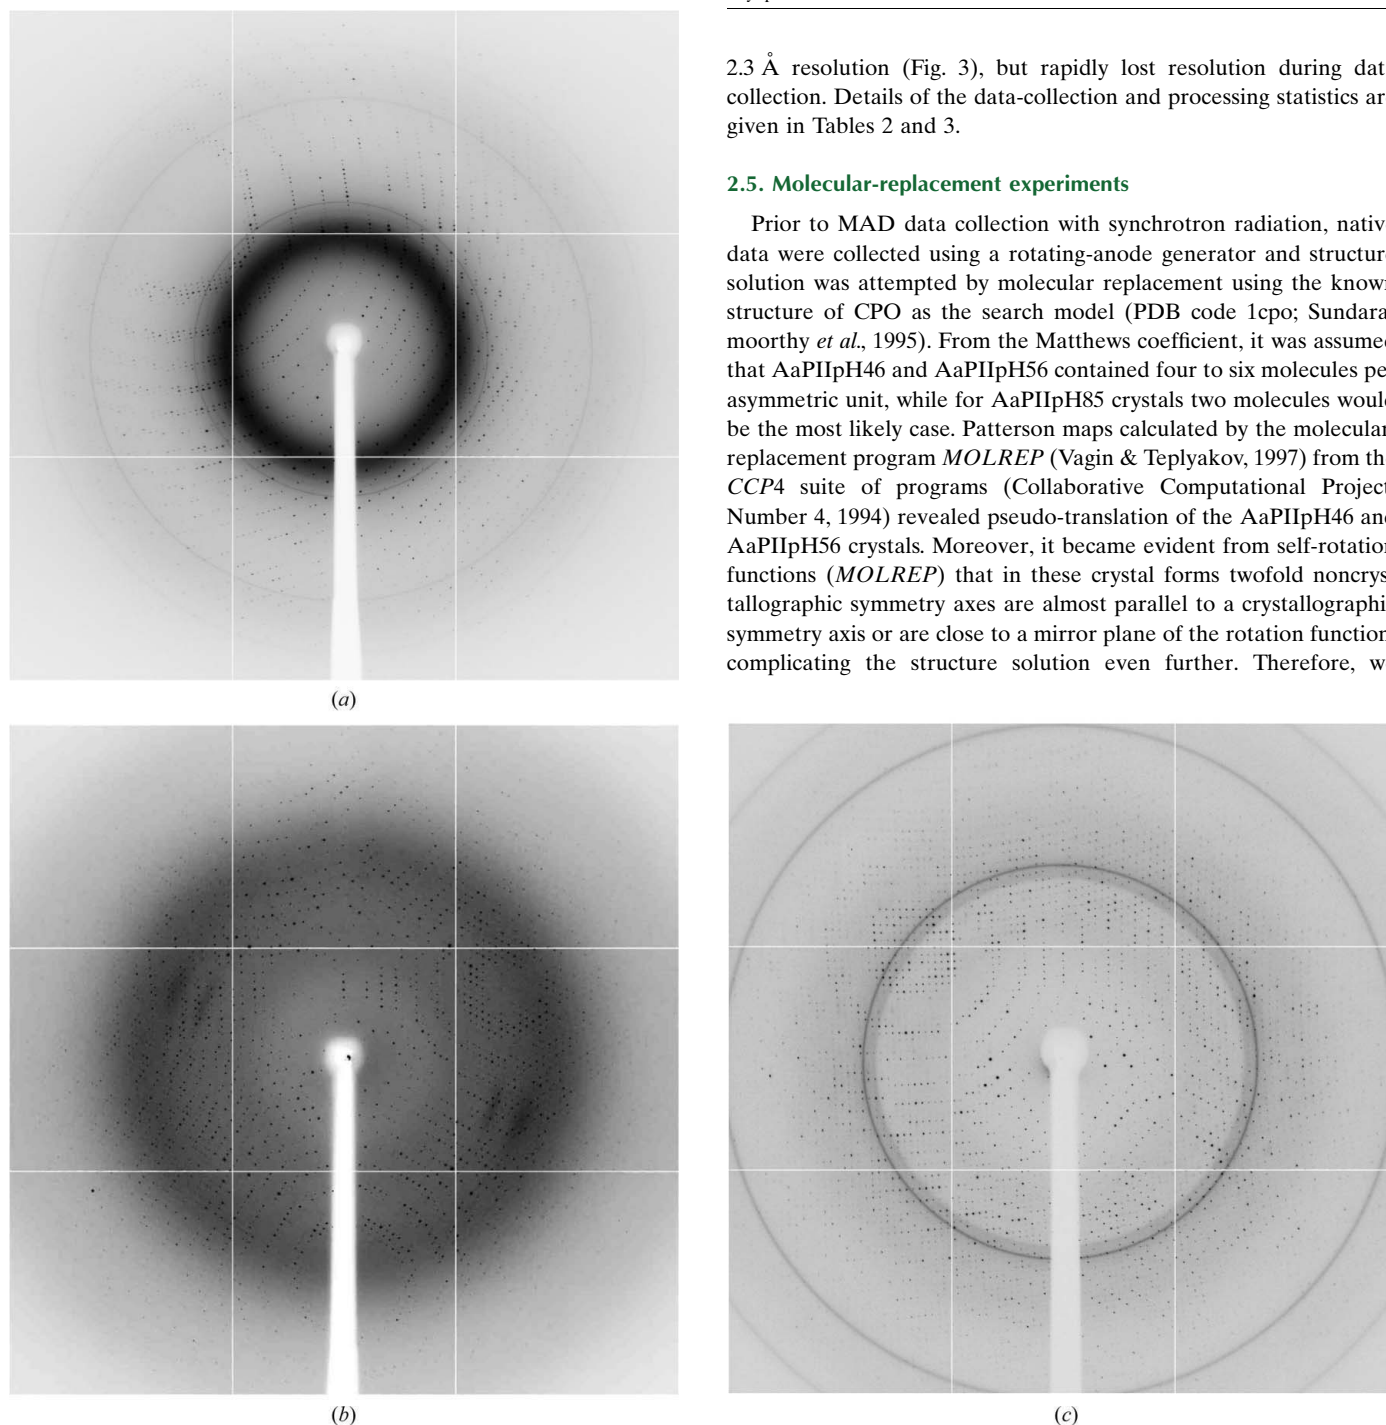 2.3 Å resolution (Fig. 3), but rapidly lost resolution during dat
collection. Details of the data-collection and processing statistics ar
given in Tables 2 and 3.
2.5. Molecular-replacement experiments
Prior to MAD data collection with synchrotron radiation, nativ
data were collected using a rotating-anode generator and structur
solution was attempted by molecular replacement using the know
structure of CPO as the search model (PDB code 1cpo; Sundara
moorthy et al., 1995). From the Matthews coefficient, it was assume
that AaPIIpH46 and AaPIIpH56 contained four to six molecules pe
asymmetric unit, while for AaPIIpH85 crystals two molecules woul
be the most likely case. Patterson maps calculated by the molecular
replacement program MOLREP (Vagin & Teplyakov, 1997) from th
CCP4 suite of programs (Collaborative Computational Project
Number 4, 1994) revealed pseudo-translation of the AaPIIpH46 an
AaPIIpH56 crystals. Moreover, it became evident from self-rotation
functions (MOLREP) that in these crystal forms twofold noncrys
tallographic symmetry axes are almost parallel to a crystallographi
symmetry axis or are close to a mirror plane of the rotation function
complicating the structure solution even further. Therefore, w
(a)
(b)
(c)